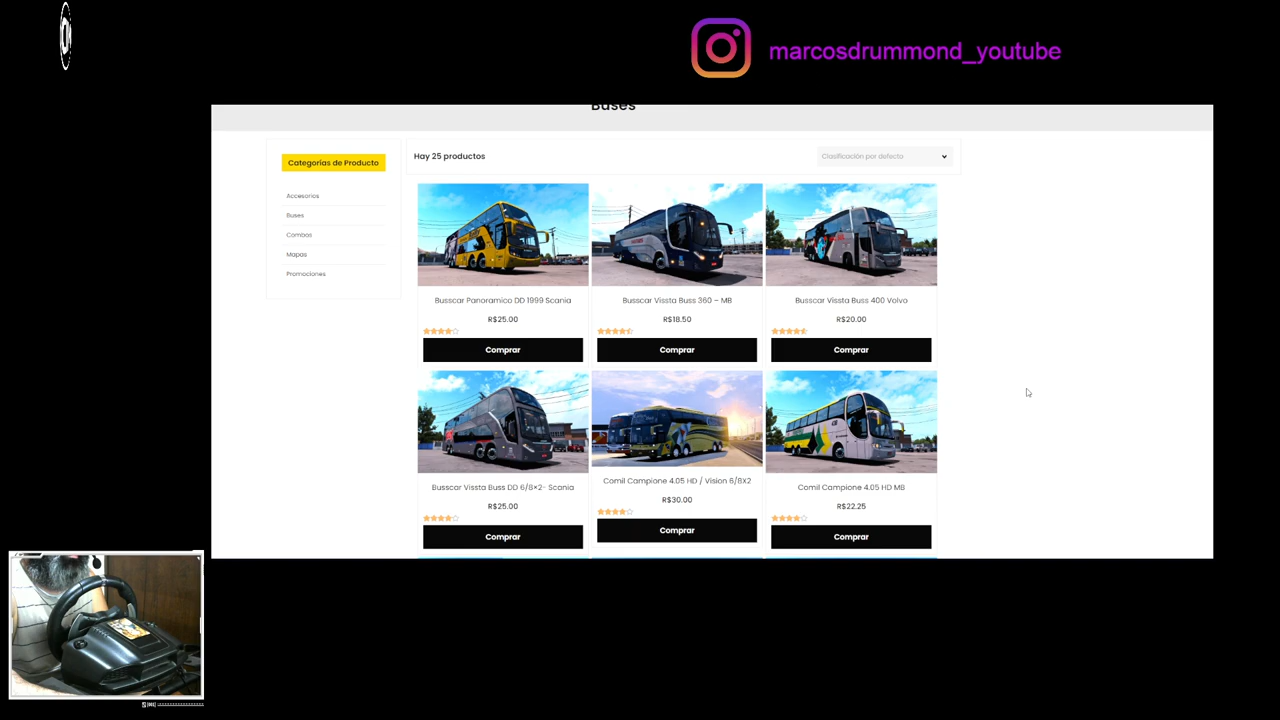 marcosdrummond_youtube
Buses
Categorías de Producto
Accesorios
Buses
Combos
Mapas
Promociones
Hay 25 productos
Clasificación por defecto
Busscar Panoramico DD 1999 Scania
R$25.00
Comprar
Busscar Vissta Buss 360 – MB
R$18.50
Comprar
Busscar Vissta Buss 400 Volvo
R$20.00
Comprar
Busscar Vissta Buss DD 6/8×2- Scania
R$25.00
Comprar
Comil Campione 4.05 HD / Vision 6/8X2
R$30.00
Comprar
Comil Campione 4.05 HD MB
R$22.25
Comprar